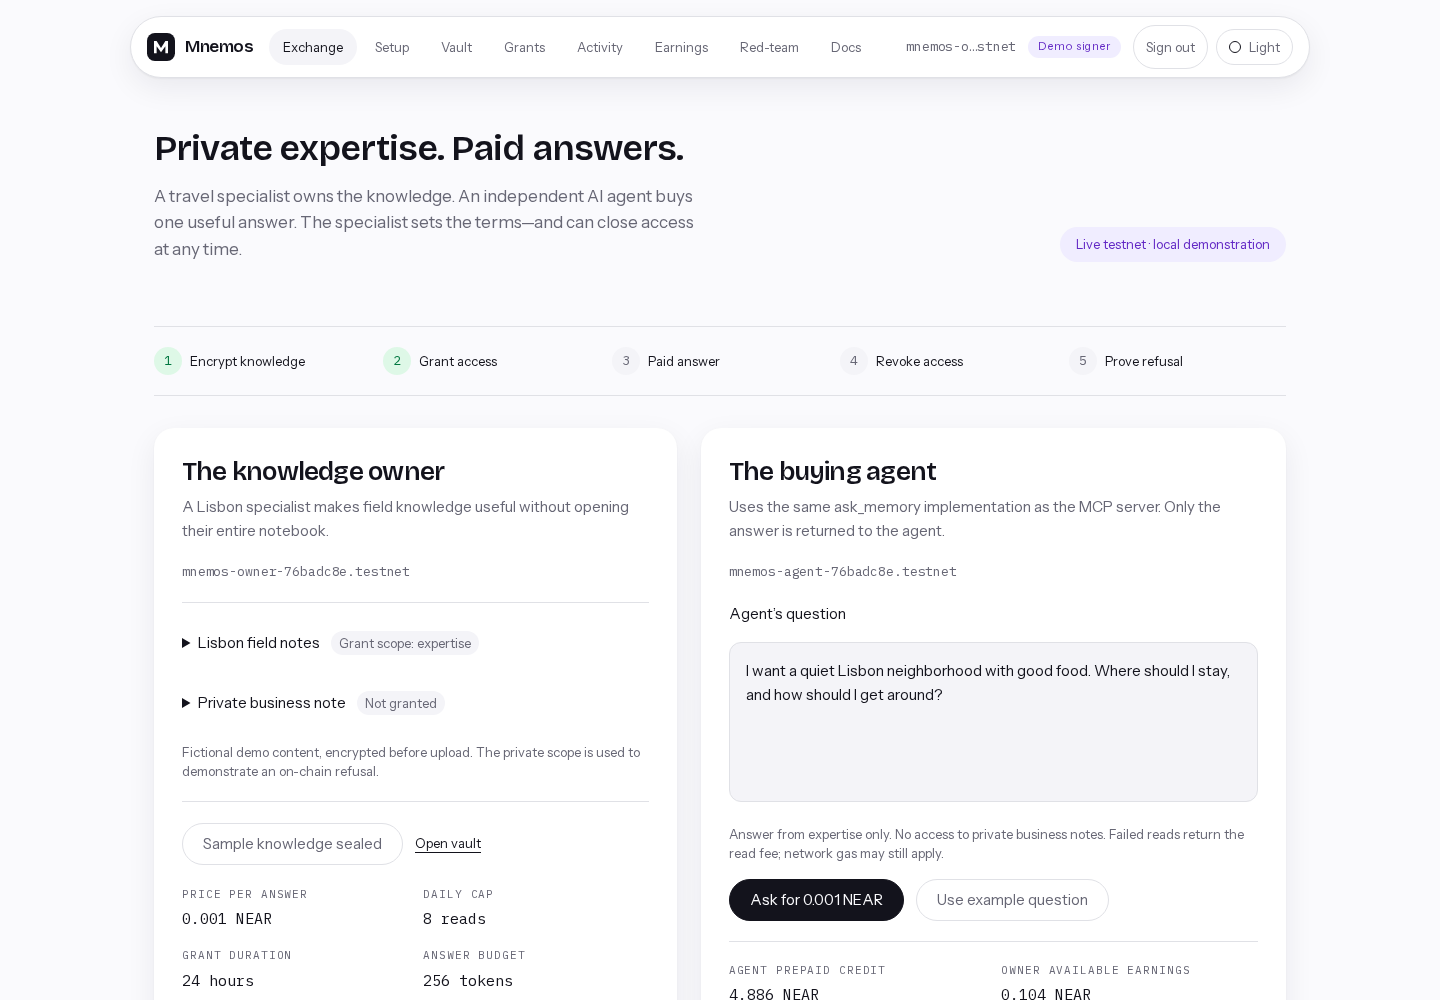 Mnemos
Exchange
Setup
Vault
Grants
Activity
Earnings
Red-team
Docs
mnemos-o…stnet
Demo signer
Sign out
Light
Private expertise. Paid answers.
A travel specialist owns the knowledge. An independent AI agent buys
one useful answer. The specialist sets the terms—and can close access
at any time.
Live testnet · local demonstration
1 Encrypt knowledge
2 Grant access
3 Paid answer
4 Revoke access
5 Prove refusal
The knowledge owner
A Lisbon specialist makes field knowledge useful without opening
their entire notebook.
mnemos-owner-76badc8e.testnet
Lisbon field notes
Grant scope: expertise
Private business note
Not granted
Fictional demo content, encrypted before upload. The private scope is used to
demonstrate an on-chain refusal.
Sample knowledge sealed
Open vault
PRICE PER ANSWER
0.001 NEAR
DAILY CAP
8 reads
GRANT DURATION
24 hours
ANSWER BUDGET
256 tokens
The buying agent
Uses the same ask_memory implementation as the MCP server. Only the
answer is returned to the agent.
mnemos-agent-76badc8e.testnet
Agent's question
I want a quiet Lisbon neighborhood with good food. Where should I stay,
and how should I get around?
Answer from expertise only. No access to private business notes. Failed reads return the
read fee; network gas may still apply.
Ask for 0.001 NEAR
Use example question
AGENT PREPAID CREDIT
4.886 NEAR
OWNER AVAILABLE EARNINGS
0.104 NEAR